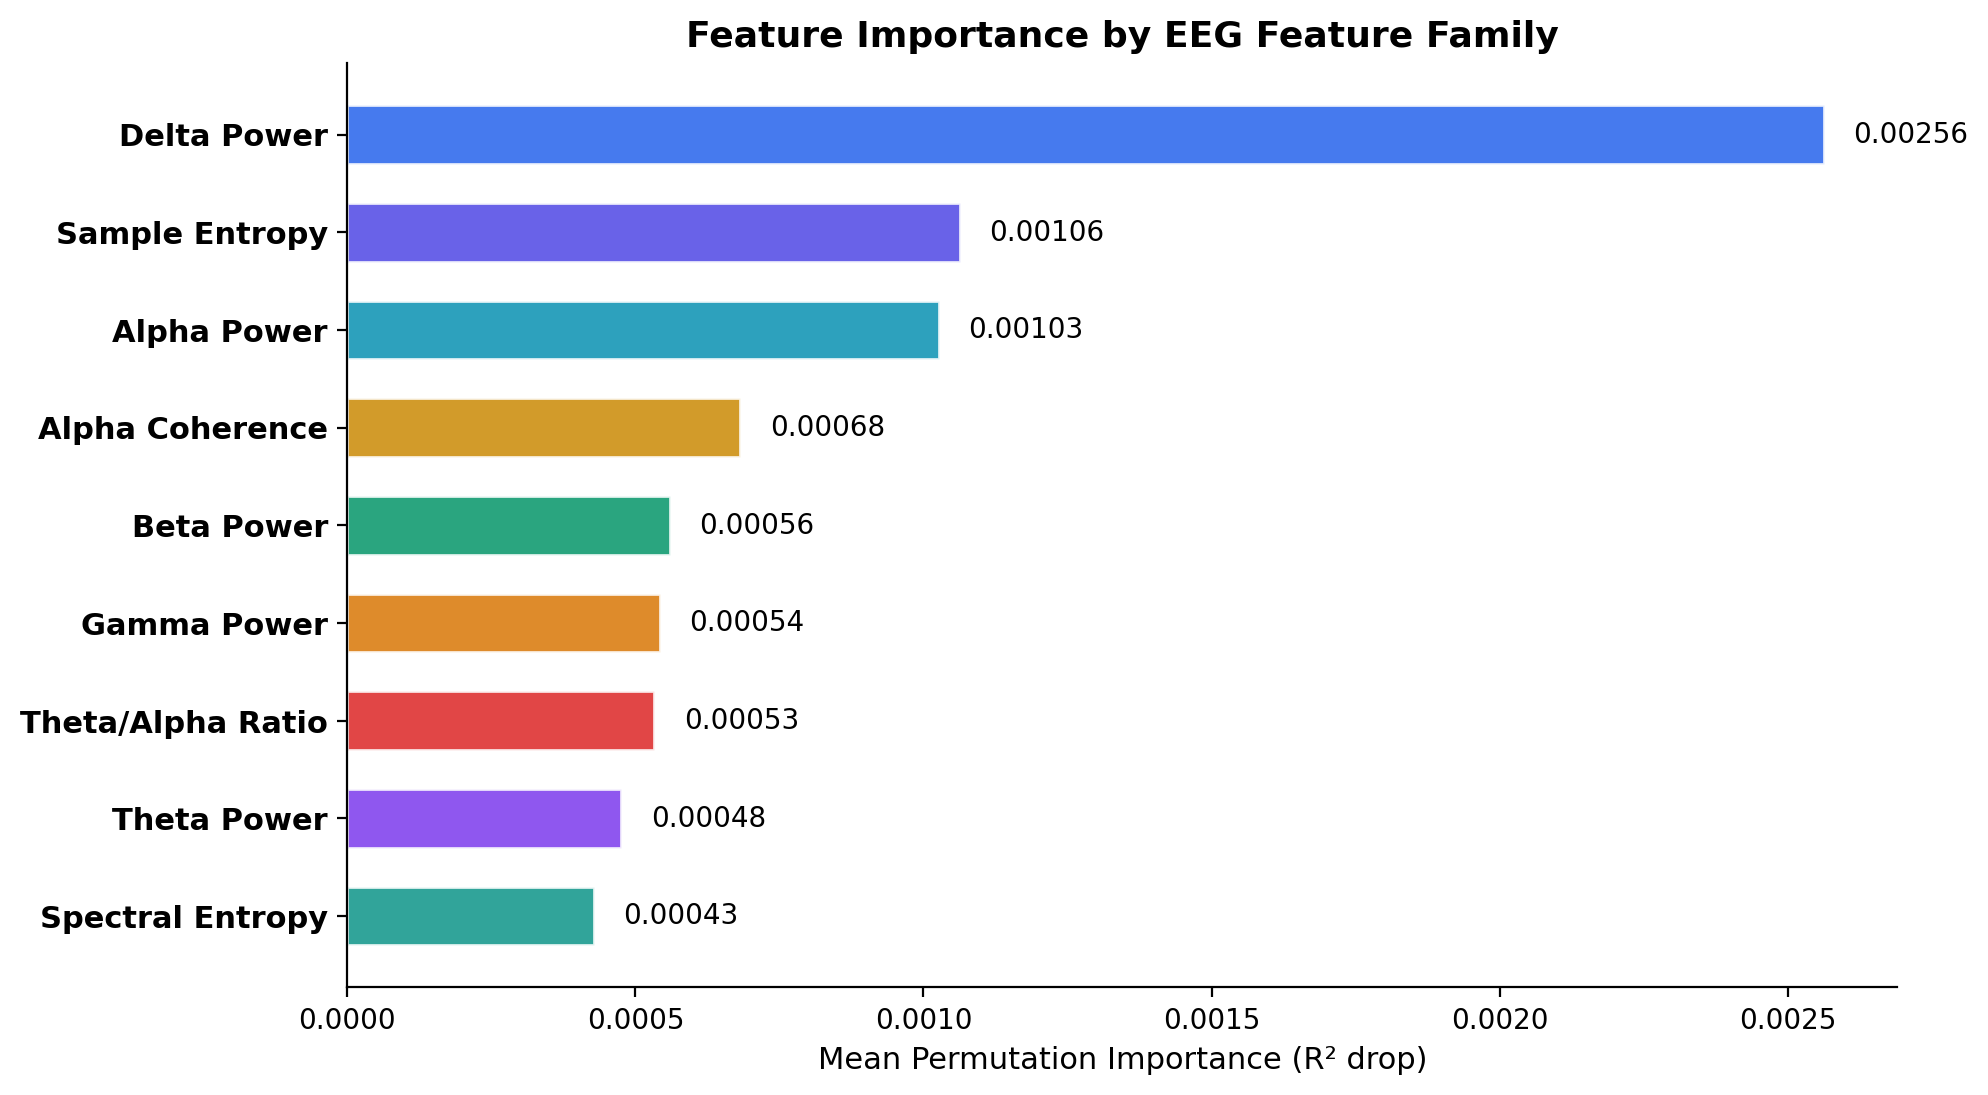 Feature Importance by EEG Feature Family
Delta Power
0.00256
Sample Entropy
0.00106
Alpha Power
0.00103
Alpha Coherence
0.00068
Beta Power
0.00056
Gamma Power
0.00054
Theta/Alpha Ratio
0.00053
Theta Power
0.00048
Spectral Entropy
0.00043
0.0000 0.0005 0.0010 0.0015 0.0020 0.0025
Mean Permutation Importance (R² drop)